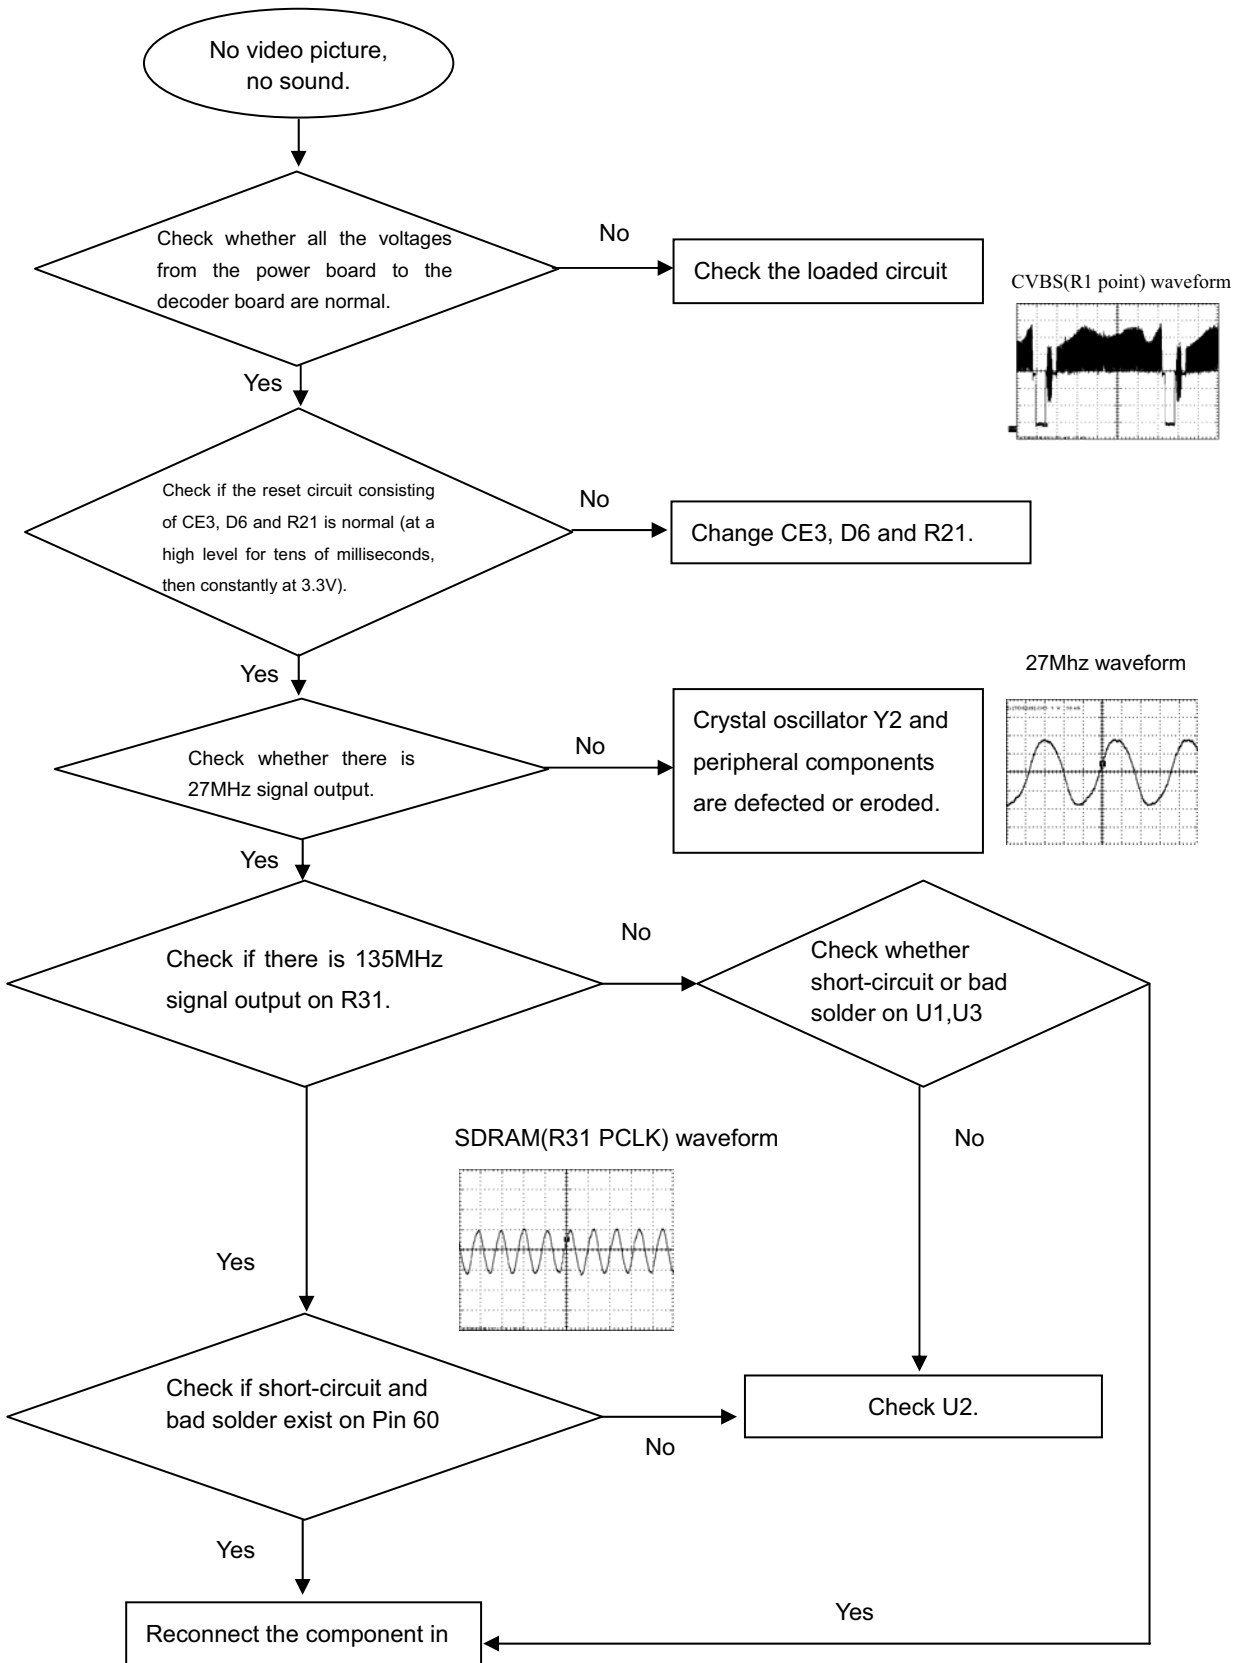 No video picture,
no sound.
Check whether all the voltages
from the power board to the
decoder board are normal.
No
Check the loaded circuit
CVBS(R1 point) waveform
Yes
Check if the reset circuit consisting
of CE3, D6 and R21 is normal (at a
high level for tens of milliseconds,
then constantly at 3.3V).
No
Change CE3, D6 and R21.
Yes
27Mhz waveform
Check whether there is
27MHz signal output.
No
Crystal oscillator Y2 and
peripheral components
are defected or eroded.
Yes
Check if there is 135MHz
signal output on R31.
No
Check whether
short-circuit or bad
solder on U1,U3
SDRAM(R31 PCLK) waveform
No
Yes
Check if short-circuit and
bad solder exist on Pin 60
No
Check U2.
Yes
Yes
Reconnect the component in